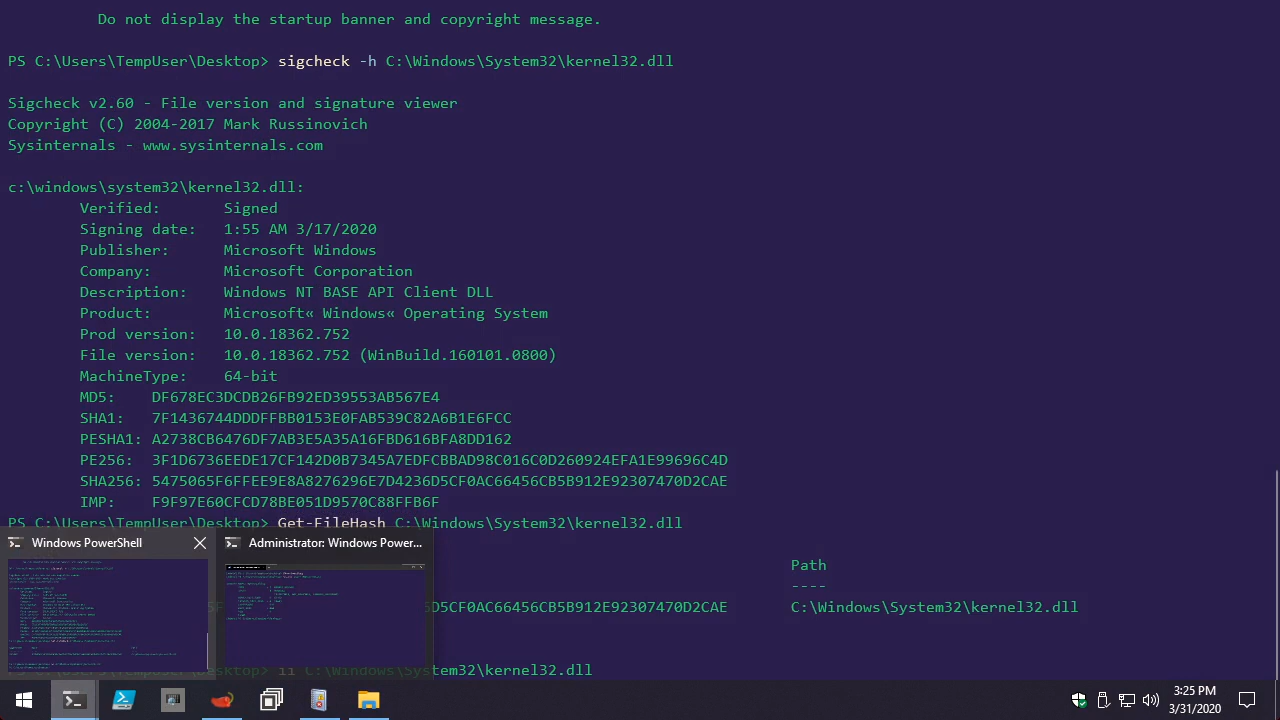 Do not display the startup banner and copyright message.
PS C:\Users\TempUser\Desktop> sigcheck -h C:\Windows\System32\kernel32.dll
Sigcheck v2.60 - File version and signature viewer
Copyright (C) 2004-2017 Mark Russinovich
Sysinternals - www.sysinternals.com
c:\windows\system32\kernel32.dll:
Verified: Signed
Signing date: 1:55 AM 3/17/2020
Publisher: Microsoft Windows
Company: Microsoft Corporation
Description: Windows NT BASE API Client DLL
Product: Microsoft« Windows« Operating System
Prod version: 10.0.18362.752
File version: 10.0.18362.752 (WinBuild.160101.0800)
MachineType: 64-bit
MD5: DF678EC3DCDB26FB92ED39553AB567E4
SHA1: 7F1436744DDDFFBB0153E0FAB539C82A6B1E6FCC
PESHA1: A2738CB6476DF7AB3E5A35A16FBD616BFA8DD162
PE256: 3F1D6736EEDE17CF142D0B7345A7EDFCBBAD98C016C0D260924EFA1E99696C4D
SHA256: 5475065F6FFEE9E8A8276296E7D4236D5CF0AC66456CB5B912E92307470D2CAE
IMP: F9F97E60CFCD78BE051D9570C88FFB6F
PS C:\Users\TempUser\Desktop> Get-FileHash C:\Windows\System32\kernel32.dll
Windows PowerShell
Administrator: Windows Power...
Path
----
C:\Windows\System32\kernel32.dll
ii C:\Windows\System32\kernel32.dll
3:25 PM
3/31/2020